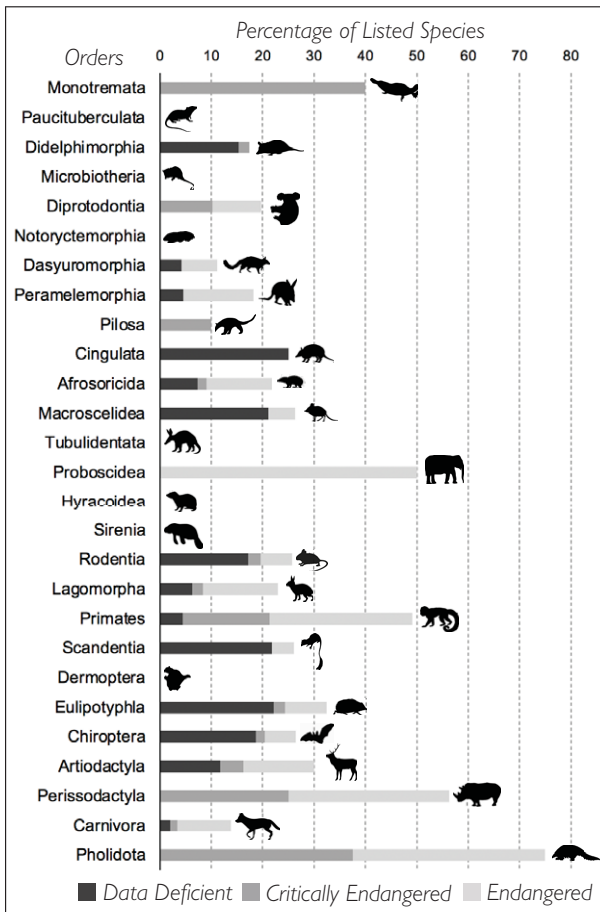 Percentage of Listed Species
Orders
0 10 20 30 40 50 60 70 80
Monotremata
Paucituberculata
Didelphimorphia
Microbiotheria
Diprotodontia
Notoryctemorphia
Dasyuromorphia
Peramelemorphia
Pilosa
Cingulata
Afrosoricida
Macroscelidea
Tubulidentata
Proboscidea
Hyracoidea
Sirenia
Rodentia
Lagomorpha
Primates
Scandentia
Dermoptera
Eulipotyphla
Chiroptera
Artiodactyla
Perissodactyla
Carnivora
Pholidota
Data Deficient Critically Endangered Endangered